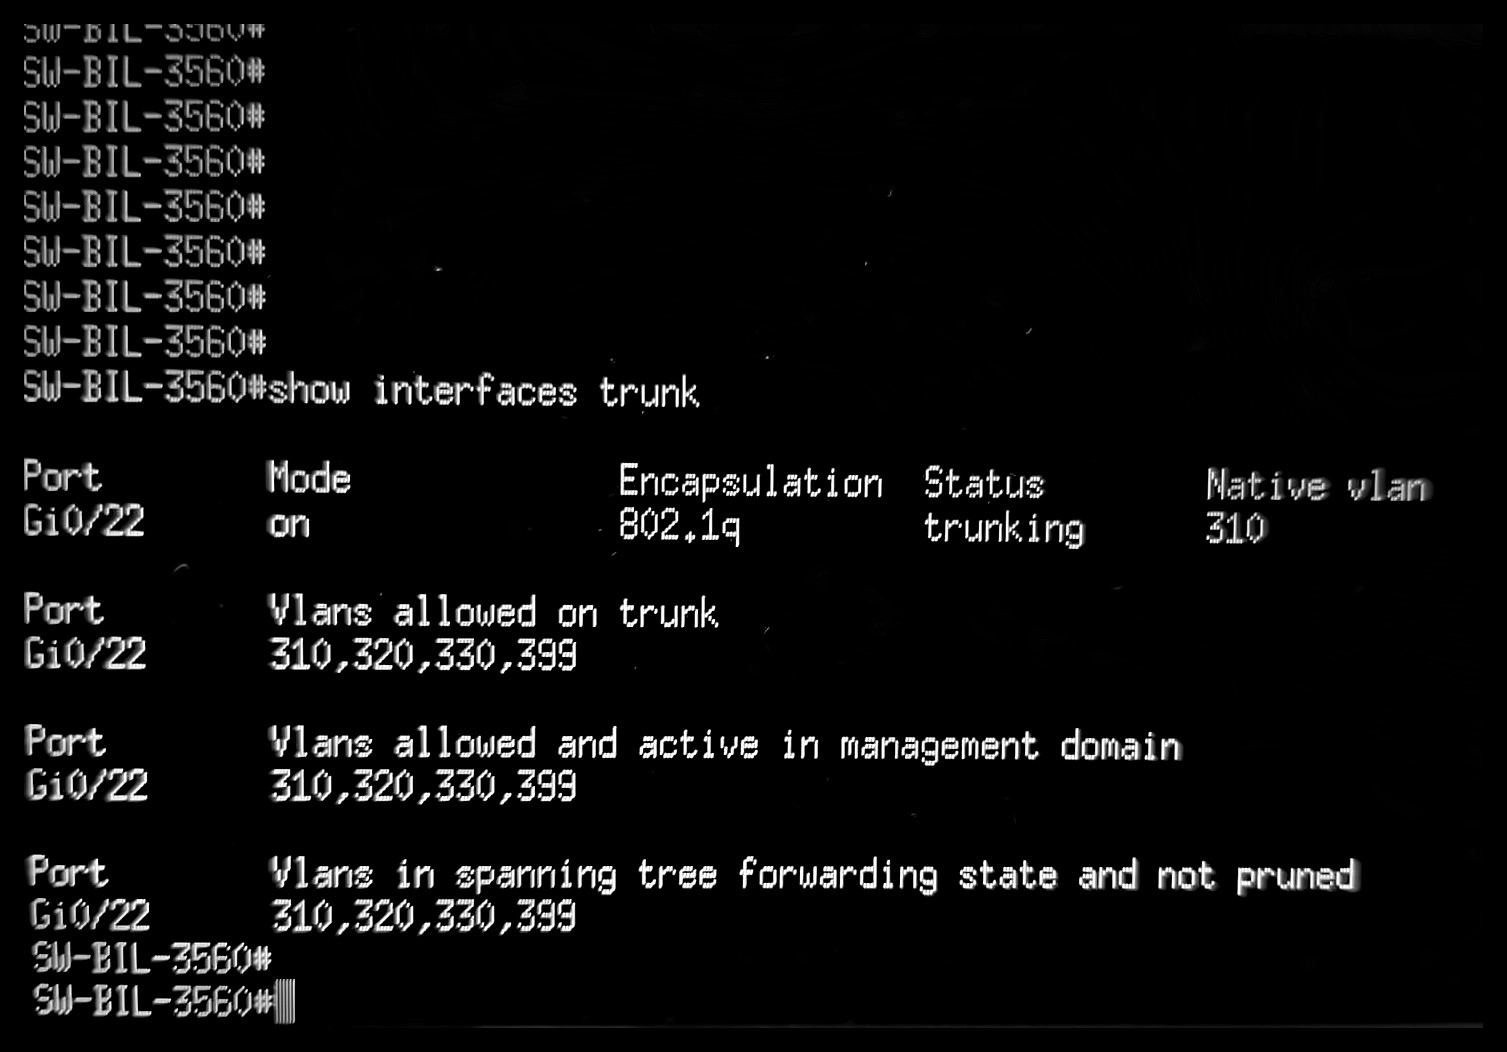 SW-BIL-3560#
SW-BIL-3560#
SW-BIL-3560#
SW-BIL-3560#
SW-BIL-3560#
SW-BIL-3560#
SW-BIL-3560#
SW-BIL-3560#
SW-BIL-3560#show interfaces trunk
Port Mode Encapsulation Status Native vlan
Gi0/22 on 802.1q trunking 310
Port Vlans allowed on trunk
Gi0/22 310,320,330,399
Port Vlans allowed and active in management domain
Gi0/22 310,320,330,399
Port Vlans in spanning tree forwarding state and not pruned
Gi0/22 310,320,330,399
SW-BIL-3560#
SW-BIL-3560#